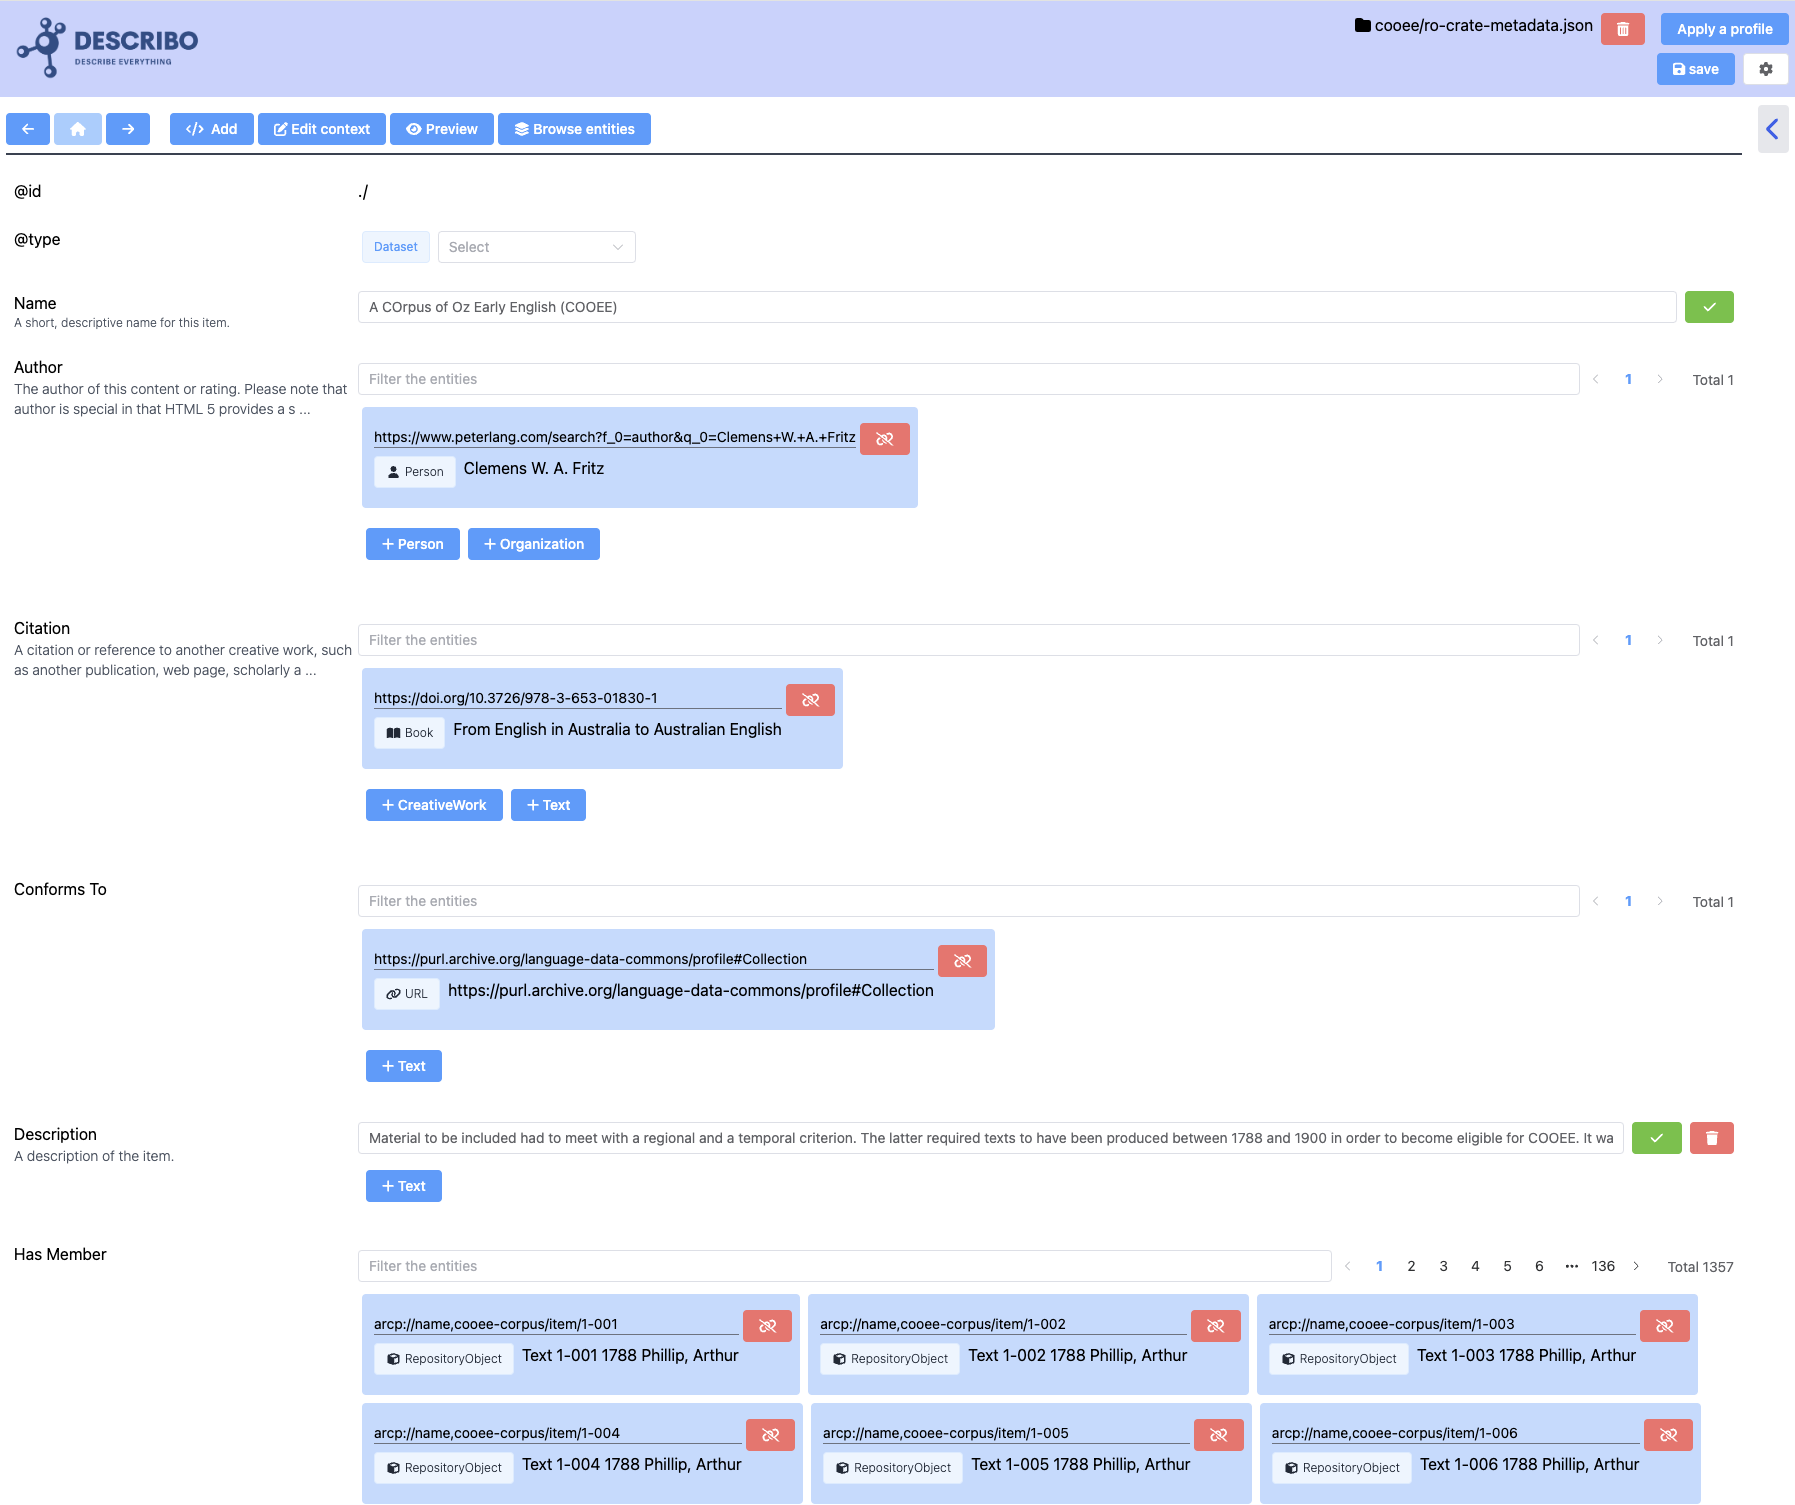 DESCRIBO
DESCRIBE EVERYTHING
cooee/ro-crate-metadata.json
Apply a profile
save
Add
Edit context
Preview
Browse entities
@id
./
@type
Dataset
Select
Name
A short, descriptive name for this item.
A COrpus of Oz Early English (COOEE)
Author
The author of this content or rating. Please note that
author is special in that HTML 5 provides a s ...
Filter the entities
1
Total 1
https://www.peterlang.com/search?f_0=author&q_0=Clemens+W.+A.+Fritz
Person
Clemens W. A. Fritz
+ Person
+ Organization
Citation
A citation or reference to another creative work, such
as another publication, web page, scholarly a ...
Filter the entities
1
Total 1
https://doi.org/10.3726/978-3-653-01830-1
Book
From English in Australia to Australian English
+ CreativeWork
+ Text
Conforms To
Filter the entities
1
Total 1
https://purl.archive.org/language-data-commons/profile#Collection
URL
https://purl.archive.org/language-data-commons/profile#Collection
+ Text
Description
A description of the item.
Material to be included had to meet with a regional and a temporal criterion. The latter required texts to have been produced between 1788 and 1900 in order to become eligible for COOEE. It wa
+ Text
Has Member
Filter the entities
1 2 3 4 5 6 ••• 136
Total 1357
arcp://name,cooee-corpus/item/1-001
RepositoryObject
Text 1-001 1788 Phillip, Arthur
arcp://name,cooee-corpus/item/1-002
RepositoryObject
Text 1-002 1788 Phillip, Arthur
arcp://name,cooee-corpus/item/1-003
RepositoryObject
Text 1-003 1788 Phillip, Arthur
arcp://name,cooee-corpus/item/1-004
RepositoryObject
Text 1-004 1788 Phillip, Arthur
arcp://name,cooee-corpus/item/1-005
RepositoryObject
Text 1-005 1788 Phillip, Arthur
arcp://name,cooee-corpus/item/1-006
RepositoryObject
Text 1-006 1788 Phillip, Arthur